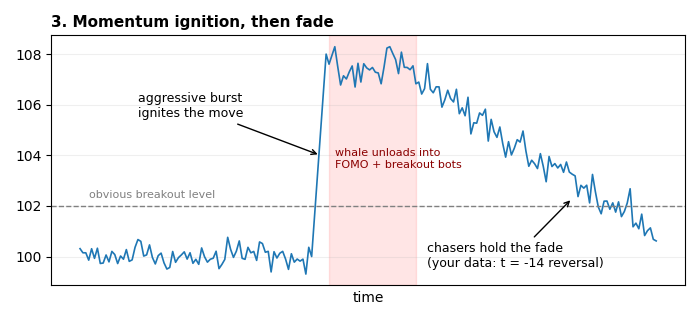 3. Momentum ignition, then fade
108
106
104
102
100
aggressive burst
ignites the move
whale unloads into
FOMO + breakout bots
obvious breakout level
chasers hold the fade
(your data: t = -14 reversal)
time